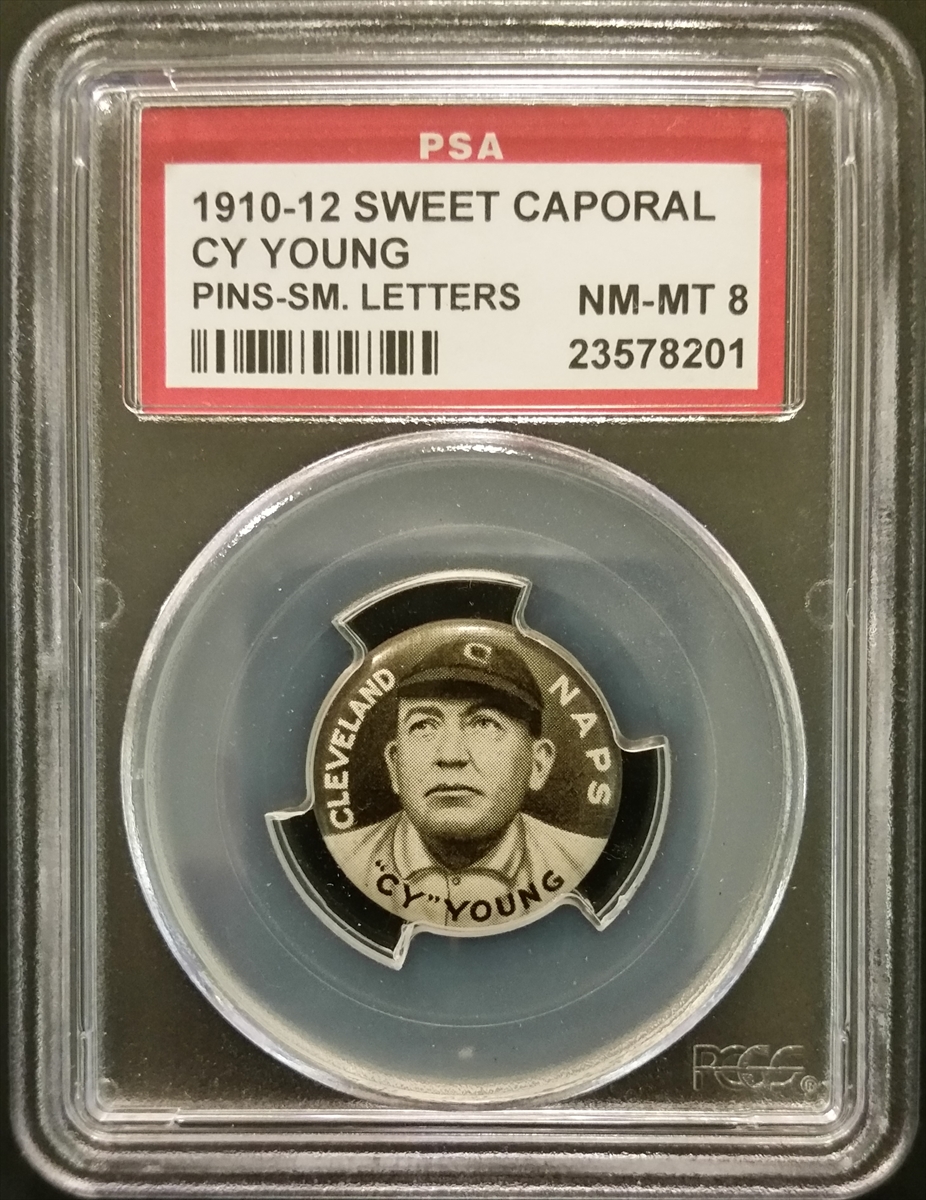 PSA
1910-12 SWEET CAPORAL
CY YOUNG
PINS-SM. LETTERS NM-MT 8
23578201
C
CLEVELAND NAPS
"CY" YOUNG
PCGS®